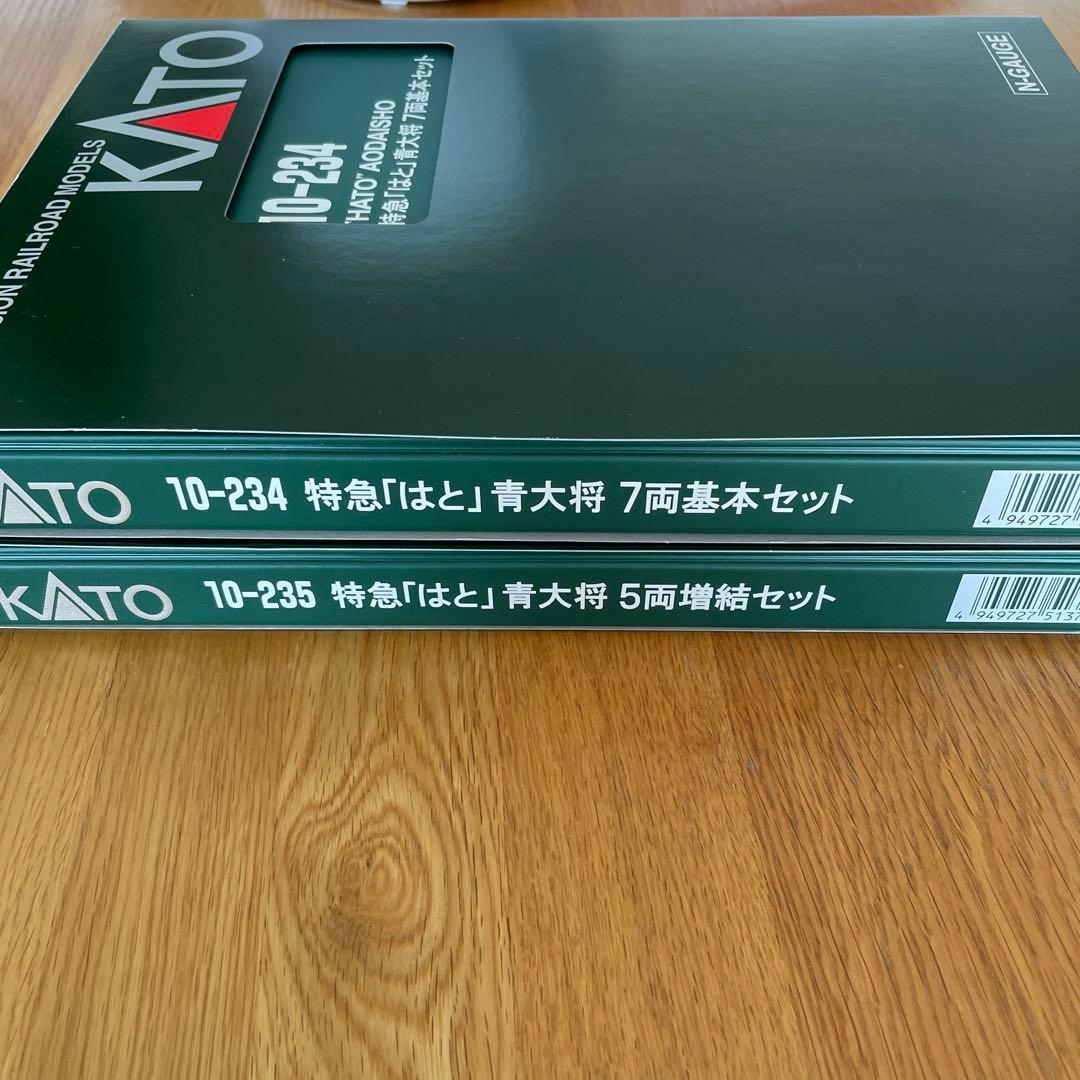 KATO
SION RAILROAD MODELS
10-234
"HATO" AODAISHO
特急「はと」青大将 7両基本セット
N-GAUGE
KATO 10-234 特急「はと」青大将 7両基本セット
4 949727
KATO 10-235 特急「はと」青大将 5両増結セット
4 949727 5137